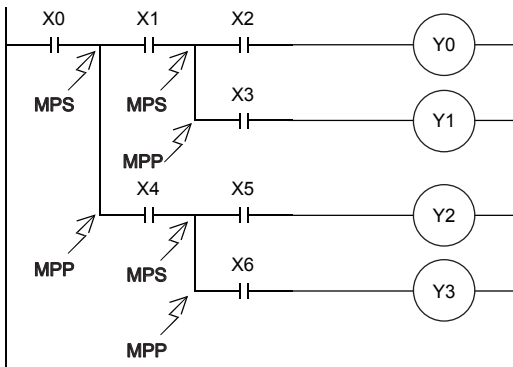 X0 X1 X2
Y0
MPS MPS
X3
Y1
MPP
X4 X5
Y2
MPP MPS
X6
Y3
MPP